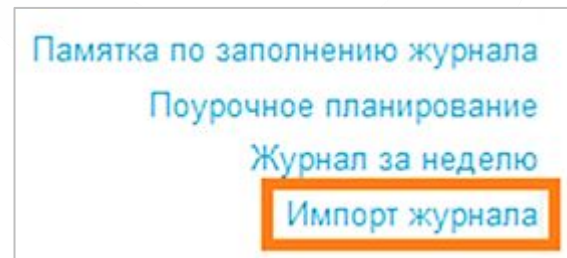 Памятка по заполнению журнала
Поурочное планирование
Журнал за неделю
Импорт журнала